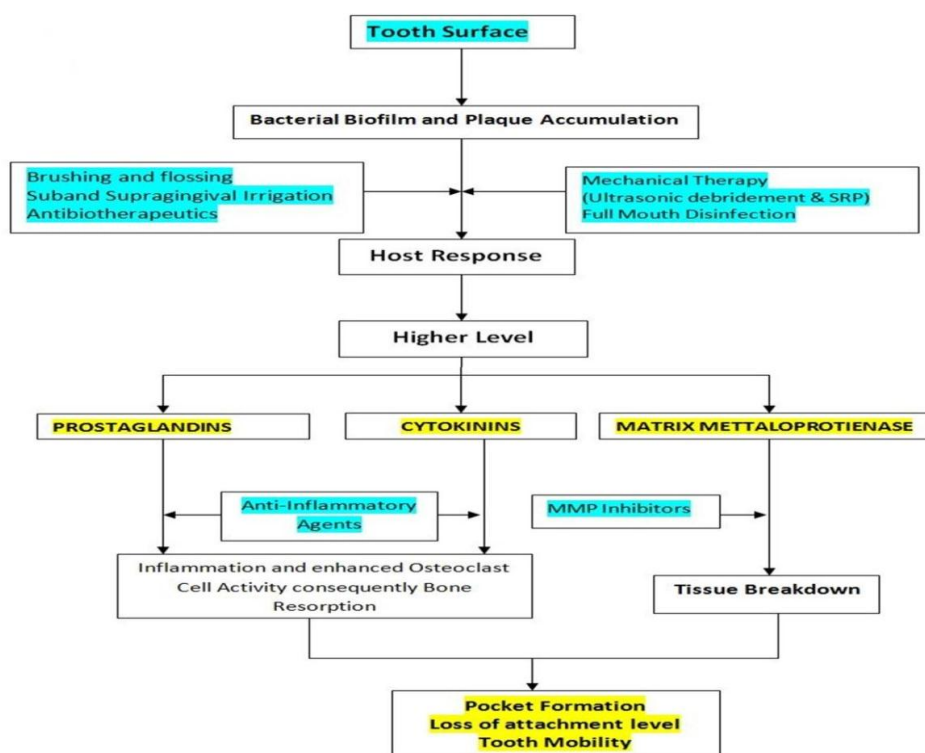 Tooth Surface
Bacterial Biofilm and Plaque Accumulation
Brushing and flossing
Suband Supragingival Irrigation
Antibiotherapeutics
Mechanical Therapy
(Ultrasonic debridement & SRP)
Full Mouth Disinfection
Host Response
Higher Level
PROSTAGLANDINS
CYTOKININS
MATRIX METTALOPROTIENASE
Anti-Inflammatory
Agents
MMP Inhibitors
Inflammation and enhanced Osteoclast
Cell Activity consequently Bone
Resorption
Tissue Breakdown
Pocket Formation
Loss of attachment level
Tooth Mobility